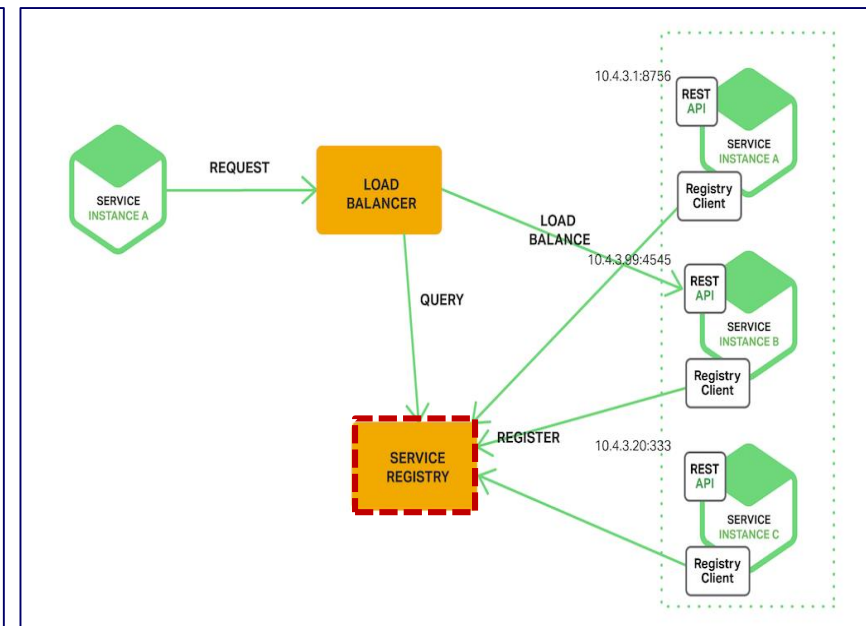 SERVICE
INSTANCE A
REQUEST
LOAD
BALANCER
QUERY
LOAD
BALANCE
SERVICE
REGISTRY
REGISTER
10.4.3.1:8756
REST
API
SERVICE
INSTANCE A
Registry
Client
10.4.3.99:4545
REST
API
SERVICE
INSTANCE B
Registry
Client
10.4.3.20:333
REST
API
SERVICE
INSTANCE C
Registry
Client